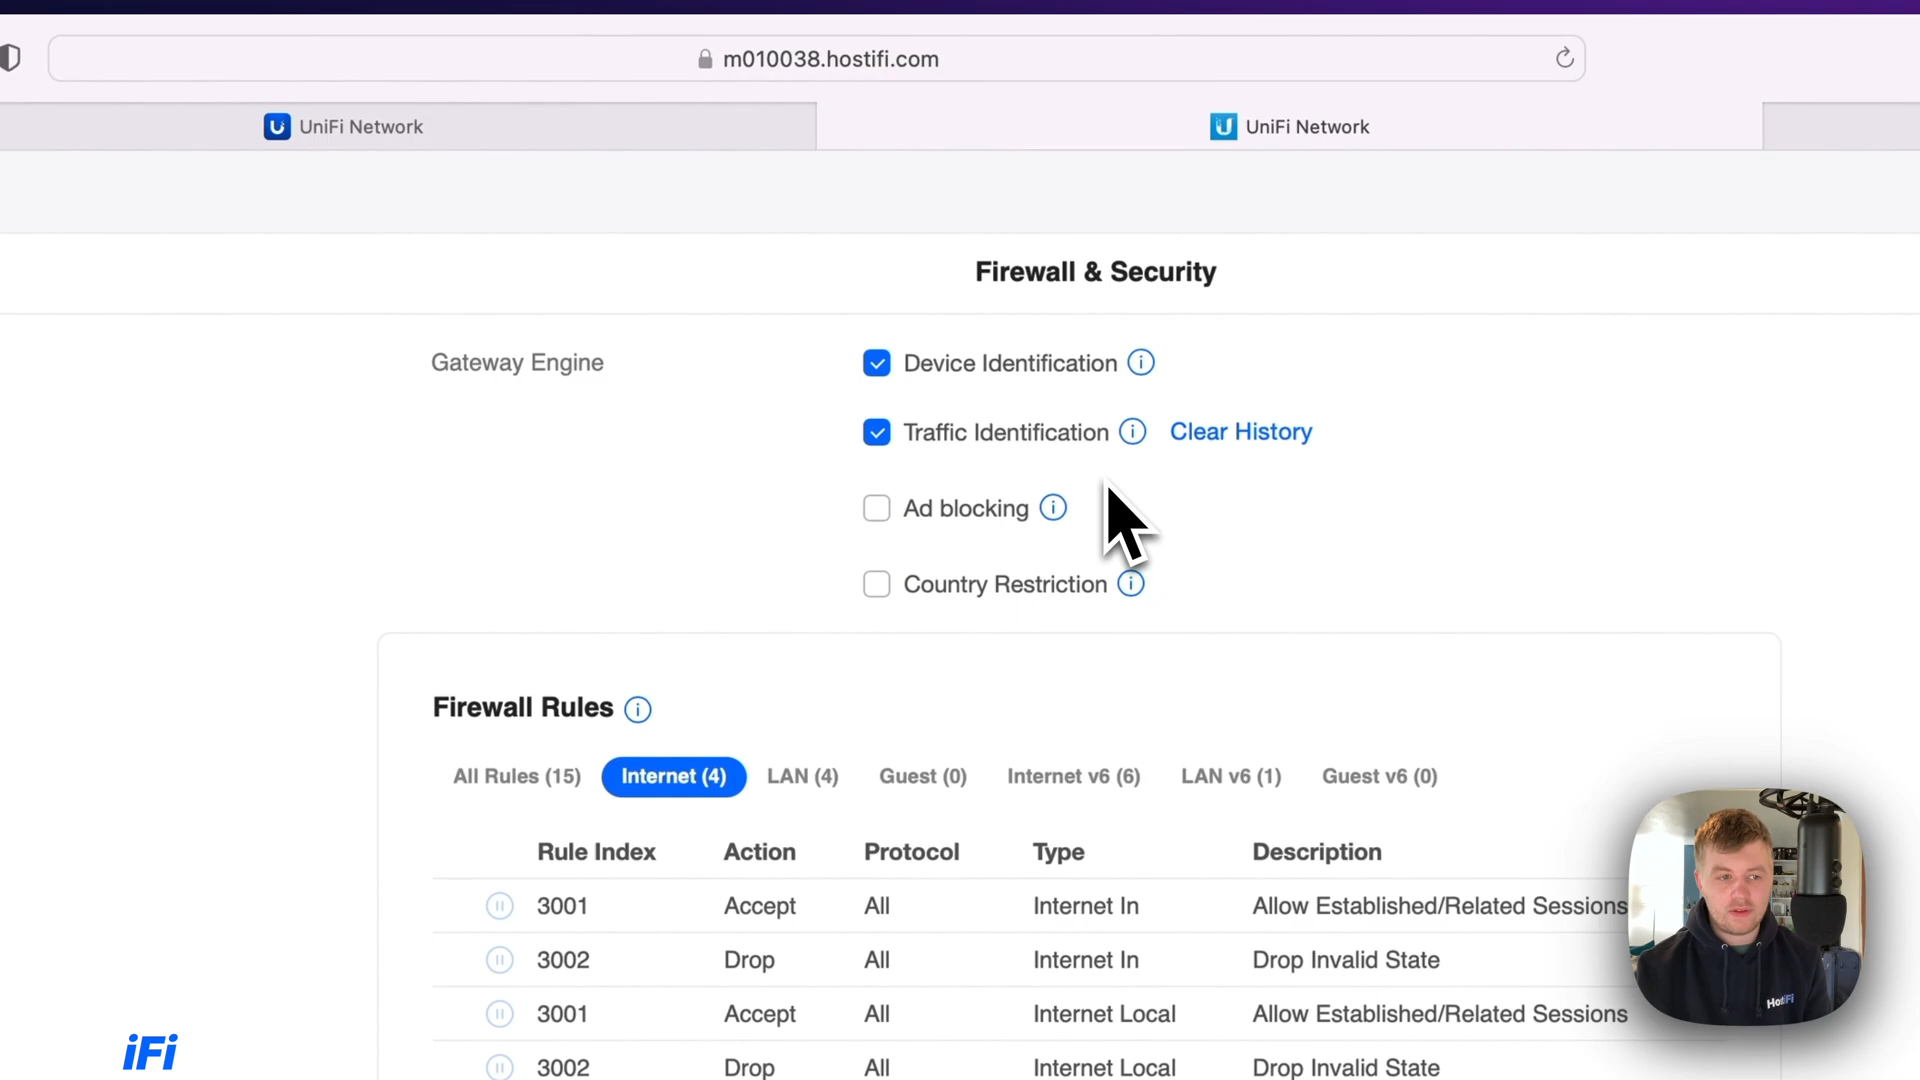 m010038.hostifi.com
UniFi Network
UniFi Network
Firewall & Security
Gateway Engine
Device Identification
Traffic Identification Clear History
Ad blocking
Country Restriction
Firewall Rules
All Rules (15) Internet (4) LAN (4) Guest (0) Internet v6 (6) LAN v6 (1) Guest v6 (0)
Rule Index Action Protocol Type Description
3001 Accept All Internet In Allow Established/Related Sessions
3002 Drop All Internet In Drop Invalid State
3001 Accept All Internet Local Allow Established/Related Sessions
3002 Drop All Internet Local Drop Invalid State
HostiFi
iFi